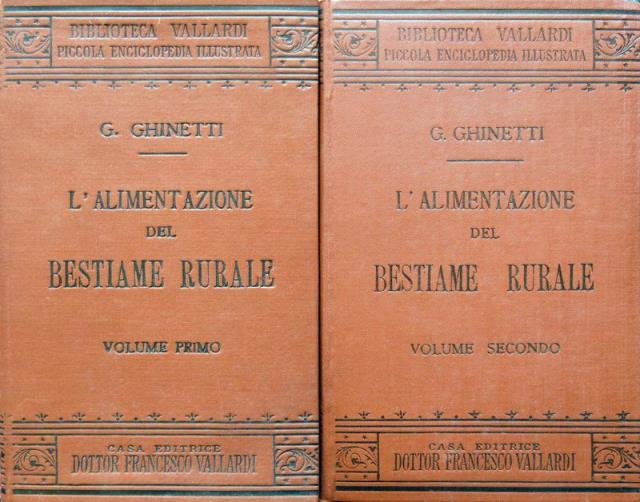 BIBLIOTECA VALLARDI
PICCOLA ENCICLOPEDIA ILLUSTRATA
G. GHINETTI
L'ALIMENTAZIONE
DEL
BESTIAME RURALE
VOLUME PRIMO
CASA EDITRICE
DOTTOR FRANCESCO VALLARDI
BIBLIOTECA VALLARDI
PICCOLA ENCICLOPEDIA ILLUSTRATA
G. GHINETTI
L'ALIMENTAZIONE
DEL
BESTIAME RURALE
VOLUME SECONDO
CASA EDITRICE
DOTTOR FRANCESCO VALLARDI